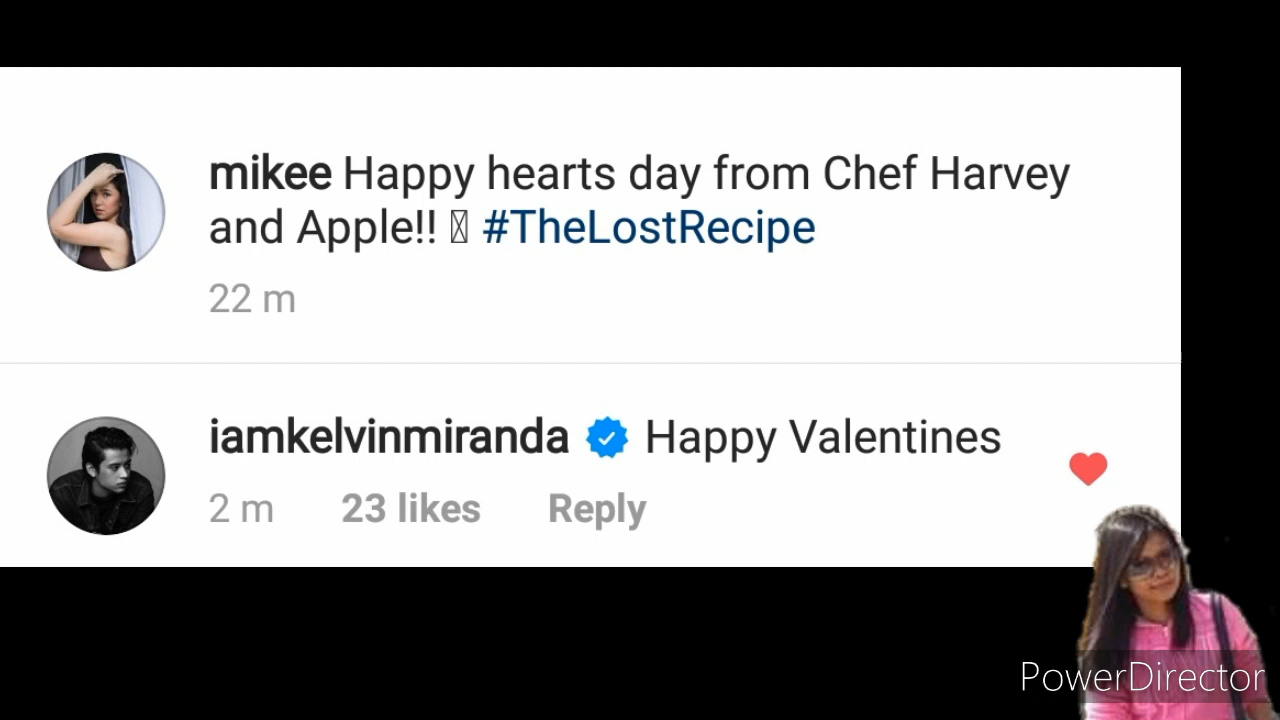 mikee Happy hearts day from Chef Harvey
and Apple!! #TheLostRecipe
22 m
iamkelvinmiranda Happy Valentines
2 m 23 likes Reply
PowerDirector